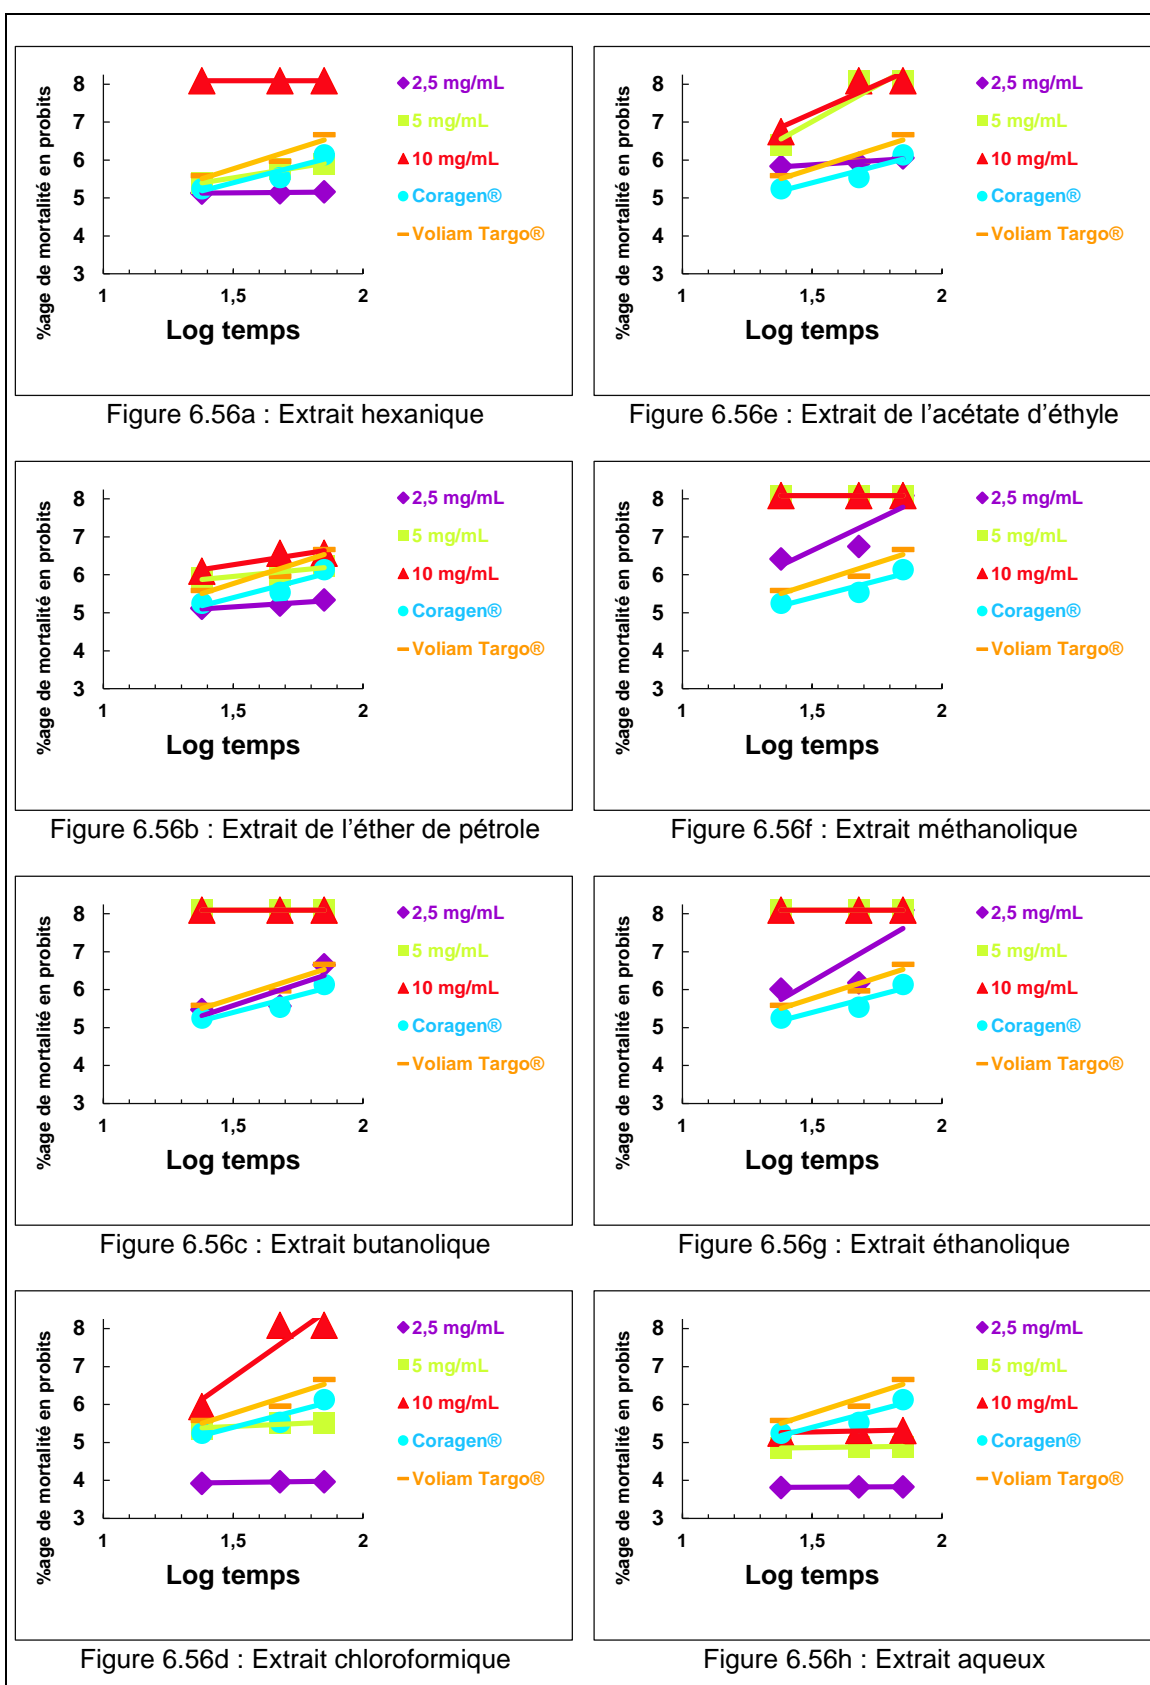 %age de mortalité en probits
8
7
6
5
4
3
1
1,5
2
Log temps
2,5 mg/mL
5 mg/mL
10 mg/mL
Coragen®
Voliam Targo®
Figure 6.56a : Extrait hexanique
%age de mortalité en probits
8
7
6
5
4
3
1
1,5
2
Log temps
2,5 mg/mL
5 mg/mL
10 mg/mL
Coragen®
Voliam Targo®
Figure 6.56e : Extrait de l’acétate d’éthyle
%age de mortalité en probits
8
7
6
5
4
3
1
1,5
2
Log temps
2,5 mg/mL
5 mg/mL
10 mg/mL
Coragen®
Voliam Targo®
Figure 6.56b : Extrait de l’éther de pétrole
%age de mortalité en probits
8
7
6
5
4
3
1
1,5
2
Log temps
2,5 mg/mL
5 mg/mL
10 mg/mL
Coragen®
Voliam Targo®
Figure 6.56f : Extrait méthanolique
%age de mortalité en probits
8
7
6
5
4
3
1
1,5
2
Log temps
2,5 mg/mL
5 mg/mL
10 mg/mL
Coragen®
Voliam Targo®
Figure 6.56c : Extrait butanolique
%age de mortalité en probits
8
7
6
5
4
3
1
1,5
2
Log temps
2,5 mg/mL
5 mg/mL
10 mg/mL
Coragen®
Voliam Targo®
Figure 6.56g : Extrait éthanolique
%age de mortalité en probits
8
7
6
5
4
3
1
1,5
2
Log temps
2,5 mg/mL
5 mg/mL
10 mg/mL
Coragen®
Voliam Targo®
Figure 6.56d : Extrait chloroformique
%age de mortalité en probits
8
7
6
5
4
3
1
1,5
2
Log temps
2,5 mg/mL
5 mg/mL
10 mg/mL
Coragen®
Voliam Targo®
Figure 6.56h : Extrait aqueux